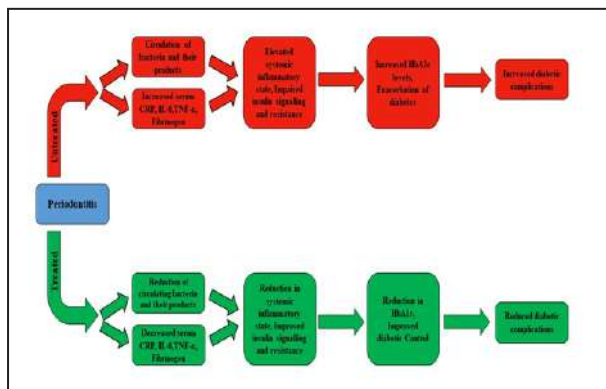 Untreated
Circulation of
bacteria and their
products
Increased serum
CRP, IL-6,TNF-α,
Fibrinogen
Elevated
systemic
inflammatory
state, Impaired
insulin signalling
and resistance
Increased HbA1c
levels,
Exacerbation of
diabetes
Increased diabetic
complications
Periodontitis
Treated
Reduction of
circulating bacteria
and their products
Decreased serum
CRP, IL-6,TNF-α,
Fibrinogen
Reduction in
systemic
inflammatory
state, Improved
insulin signalling
and resistance
Reduction in
HbA1c,
Improved
diabetic Control
Reduced diabetic
complications